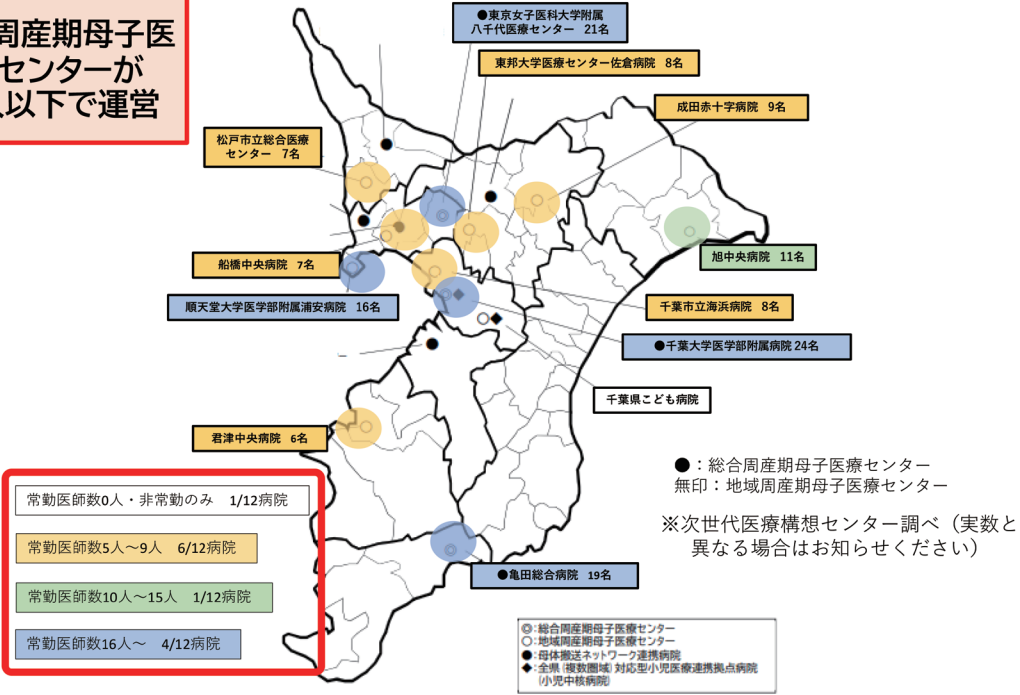 周産期母子医
センターが
人以下で運営
●東京女子医科大学附属
八千代医療センター 21名
東邦大学医療センター佐倉病院 8名
成田赤十字病院 9名
松戸市立総合医療
センター 7名
船橋中央病院 7名
旭中央病院 11名
順天堂大学医学部附属浦安病院 16名
千葉市立海浜病院 8名
●千葉大学医学部附属病院 24名
千葉県こども病院
君津中央病院 6名
●亀田総合病院 19名
常勤医師数0人・非常勤のみ 1/12病院
常勤医師数5人〜9人 6/12病院
常勤医師数10人〜15人 1/12病院
常勤医師数16人〜 4/12病院
●：総合周産期母子医療センター
無印：地域周産期母子医療センター
※次世代医療構想センター調べ（実数と
異なる場合はお知らせください）
◎:総合周産期母子医療センター
○:地域周産期母子医療センター
●:母体搬送ネットワーク連携病院
◆:全県(複数圏域)対応型小児医療連携拠点病院
(小児中核病院)